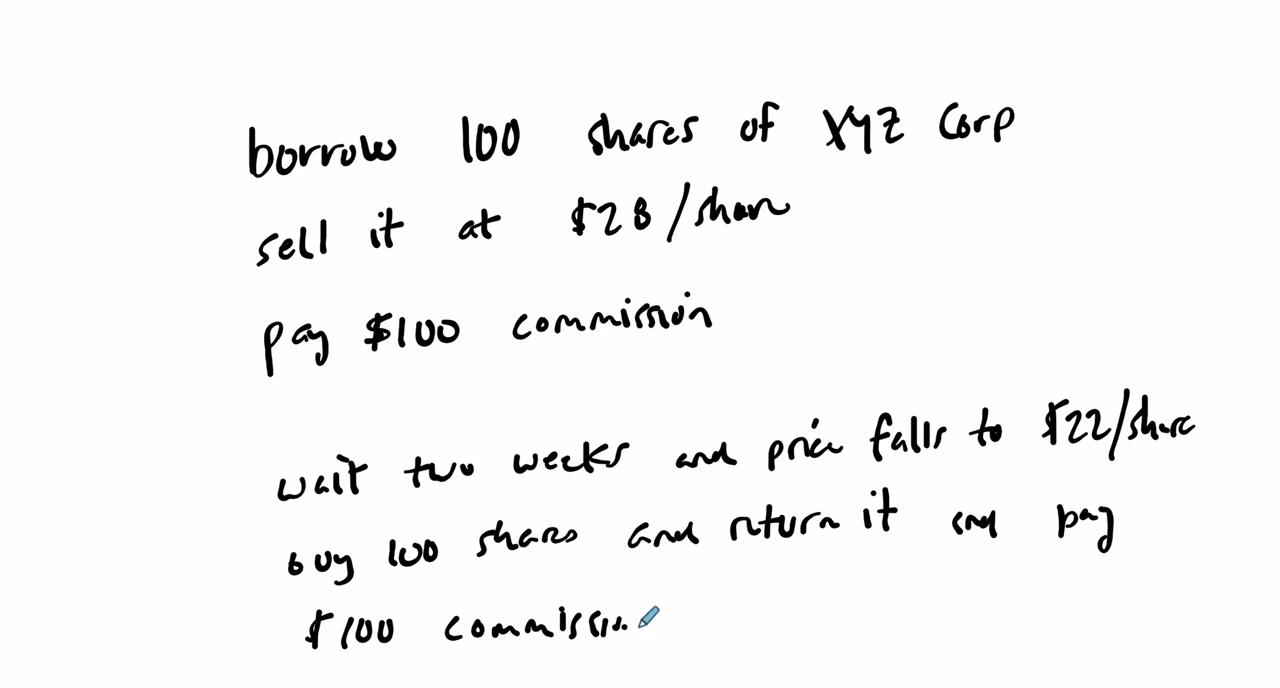 borrow 100 shares of XYZ Corp
sell it at $28/share
pay $100 commission
wait two weeks and price falls to $22/share
buy 100 shares and return it and pay
$100 commission